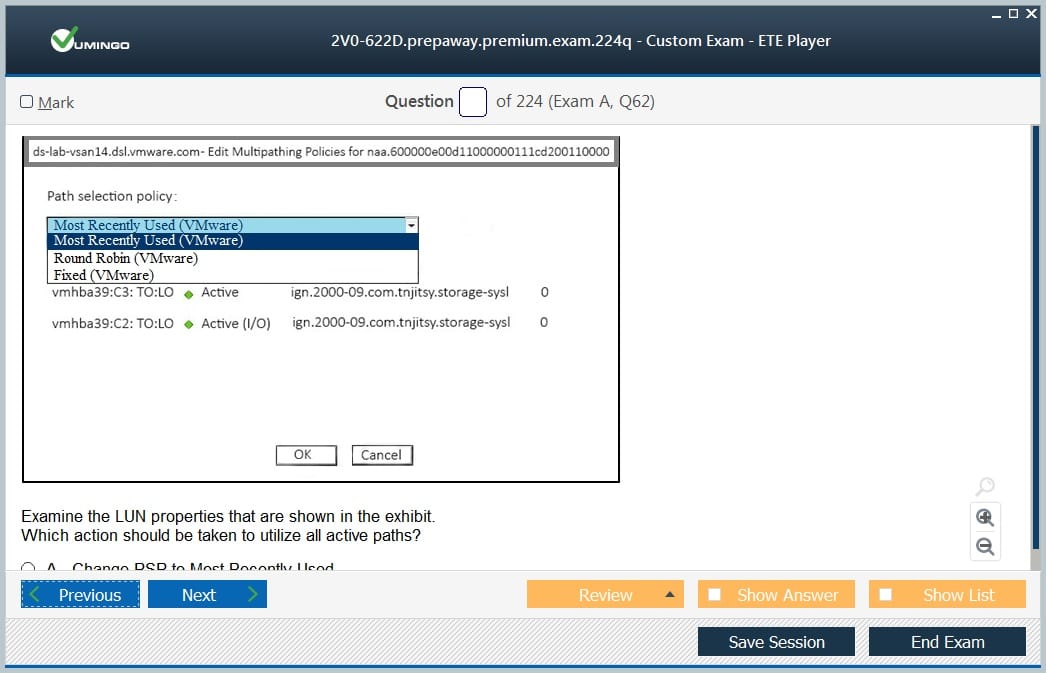 VUMINGO
2V0-622D.prepaway.premium.exam.224q - Custom Exam - ETE Player
Mark
Question of 224 (Exam A, Q62)
ds-lab-vsan14.dsl.vmware.com- Edit Multipathing Policies for naa.600000e00d11000000111cd200110000
Path selection policy:
Most Recently Used (VMware)
Most Recently Used (VMware)
Round Robin (VMware)
Fixed (VMware)
vmhba39:C3: TO:LO Active ign.2000-09.com.tnjitsy.storage-sysl 0
vmhba39:C2: TO:LO Active (I/O) ign.2000-09.com.tnjitsy.storage-sysl 0
OK Cancel
Examine the LUN properties that are shown in the exhibit.
Which action should be taken to utilize all active paths?
A. Change PSP to Most Recently Used
Previous Next Review Show Answer Show List
Save Session End Exam